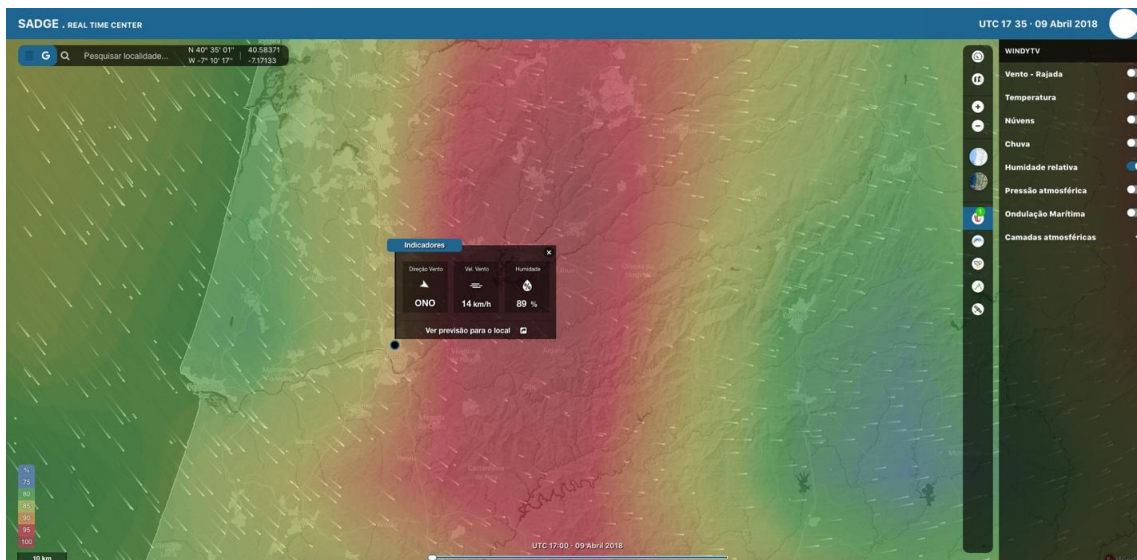 SADGE . REAL TIME CENTER
UTC 17 35 · 09 Abril 2018
G
Pesquisar localidade...
N 40° 35' 01" | 40.58371
W -7° 10' 17" | -7.17133
WINDYTV
Vento - Rajada
Temperatura
Núvens
Chuva
Humidade relativa
Pressão atmosférica
Ondulação Marítima
Camadas atmosféricas
Indicadores
×
Direção Vento
Vel. Vento
Humidade
ONO
14 km/h
89 %
Ver previsão para o local
%
75
80
85
90
95
100
10 km
UTC 17:00 - 09 Abril 2018